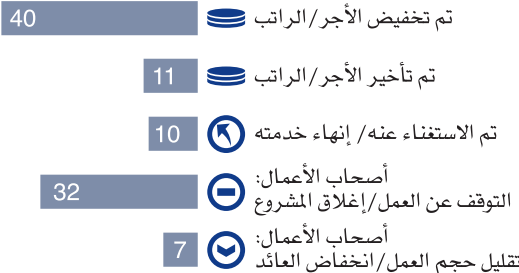 تم تخفيض الأجر/الراتب
40
تم تأخير الأجر/الراتب
11
تم الاستغناء عنه/ إنهاء خدمته
10
أصحاب الأعمال:
التوقف عن العمل/إغلاق المشروع
32
أصحاب الأعمال:
تقليل حجم العمل/انخفاض العائد
7